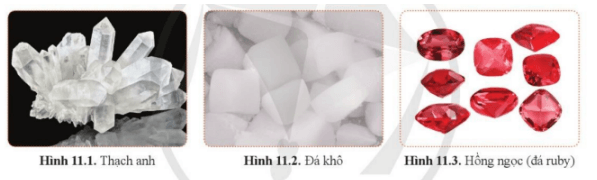 Hình 11.1. Thạch anh
Hình 11.2. Đá khô
Hình 11.3. Hồng ngọc (đá ruby)